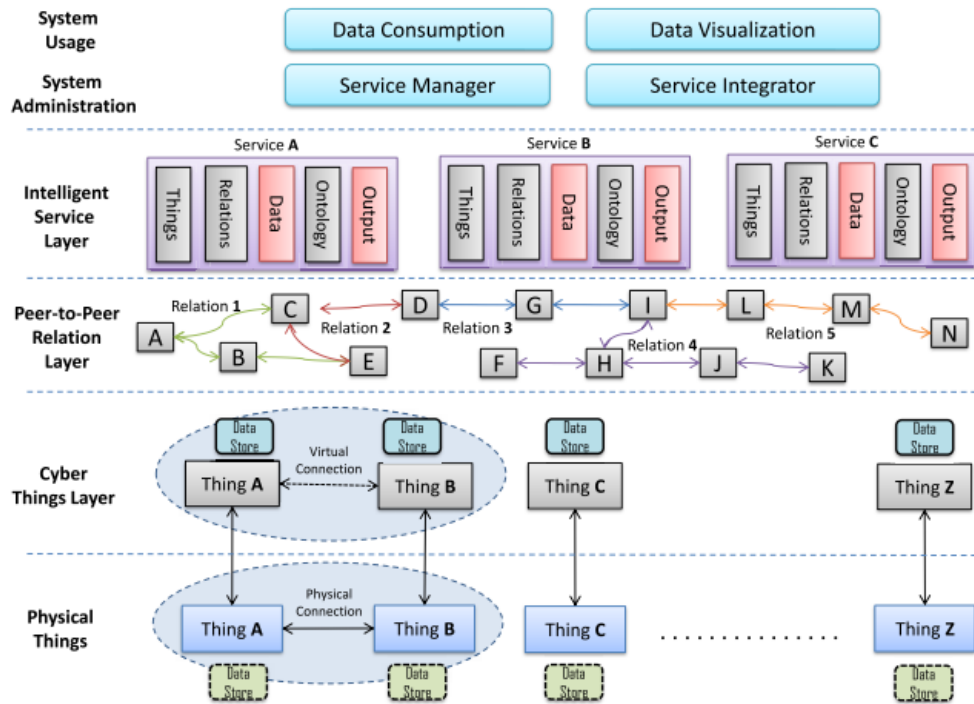 System
Usage
Data Consumption
Data Visualization
System
Administration
Service Manager
Service Integrator
Service A
Service B
Service C
Intelligent
Service
Layer
Things
Relations
Data
Ontology
Output
Things
Relations
Data
Ontology
Output
Things
Relations
Data
Ontology
Output
Peer-to-Peer
Relation
Layer
Relation 1
Relation 2
Relation 3
Relation 4
Relation 5
A
B
C
E
D
G
I
L
M
N
F
H
J
K
Cyber
Things Layer
Data
Store
Data
Store
Data
Store
Data
Store
Virtual
Connection
Thing A
Thing B
Thing C
Thing Z
Physical
Things
Physical
Connection
Thing A
Thing B
Thing C
. . . . . . . . . . . . . . . .
Thing Z
Data
Store
Data
Store
Data
Store
Data
Store